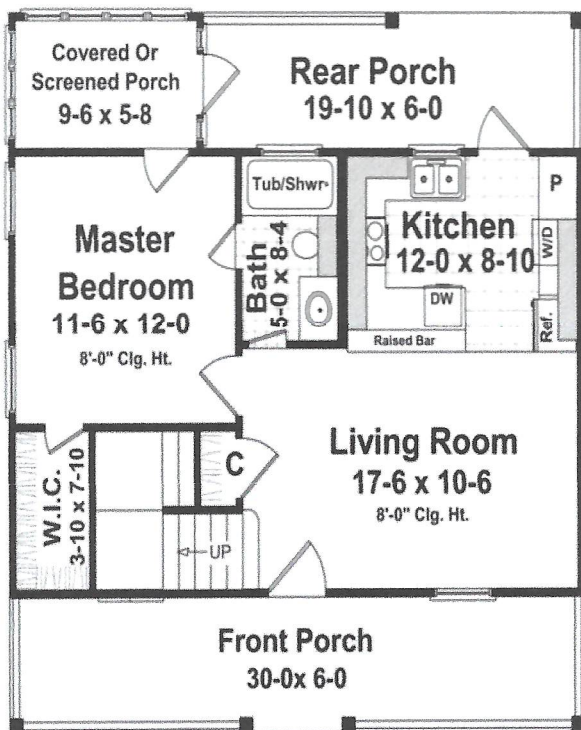 Covered Or
Screened Porch
9-6 x 5-8
Rear Porch
19-10 x 6-0
Tub/Shwr
P
Kitchen
12-0 x 8-10
W/D
DW
Ref.
Raised Bar
Master
Bedroom
11-6 x 12-0
8'-0" Clg. Ht.
Bath
5-0 x 8-4
Living Room
17-6 x 10-6
8'-0" Clg. Ht.
C
W.I.C.
3-10 x 7-10
UP
Front Porch
30-0x 6-0